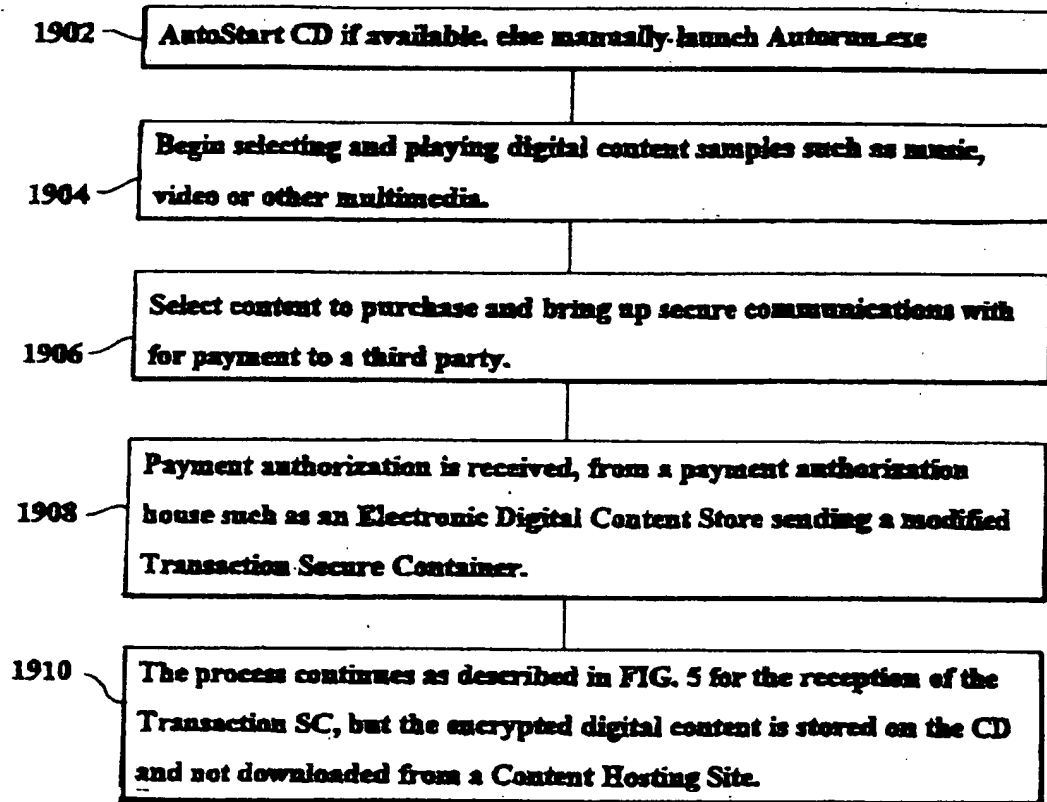 1902 AutoStart CD if available. else manually launch Autorun.exe
Begin selecting and playing digital content samples such as music,
1904 video or other multimedia.
Select content to purchase and bring up secure communications with
1906 for payment to a third party.
Payment authorization is received, from a payment authorization
1908 house such as an Electronic Digital Content Store sending a modified
Transaction Secure Container.
1910 The process continues as described in FIG. 5 for the reception of the
Transaction SC, but the encrypted digital content is stored on the CD
and not downloaded from a Content Hosting Site.